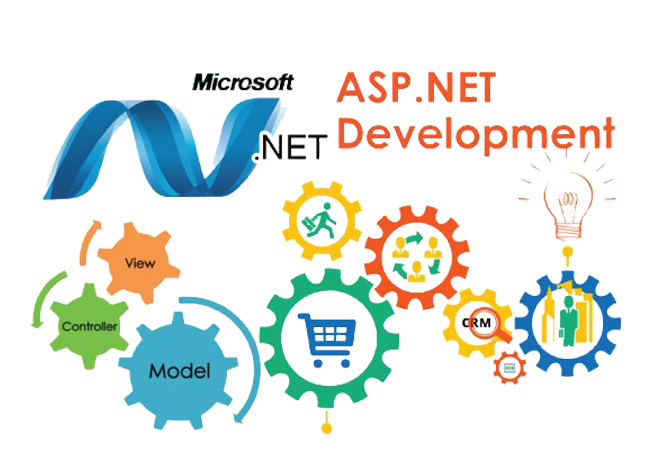 Microsoft
.NET
ASP.NET
Development
View
Controller
Model
CRM